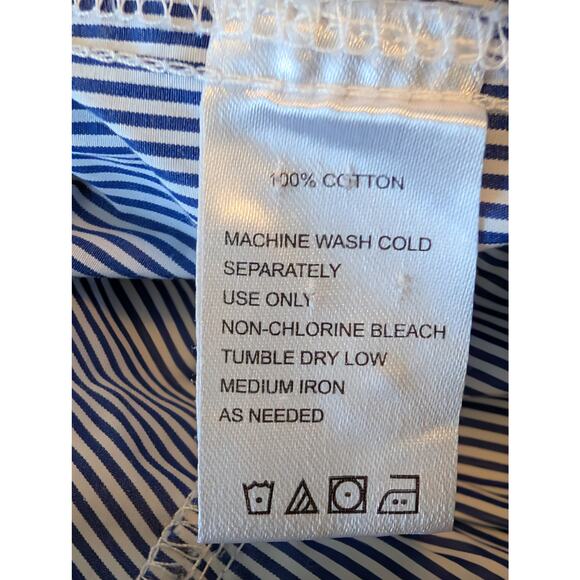 100% COTTON
MACHINE WASH COLD
SEPARATELY
USE ONLY
NON-CHLORINE BLEACH
TUMBLE DRY LOW
MEDIUM IRON
AS NEEDED